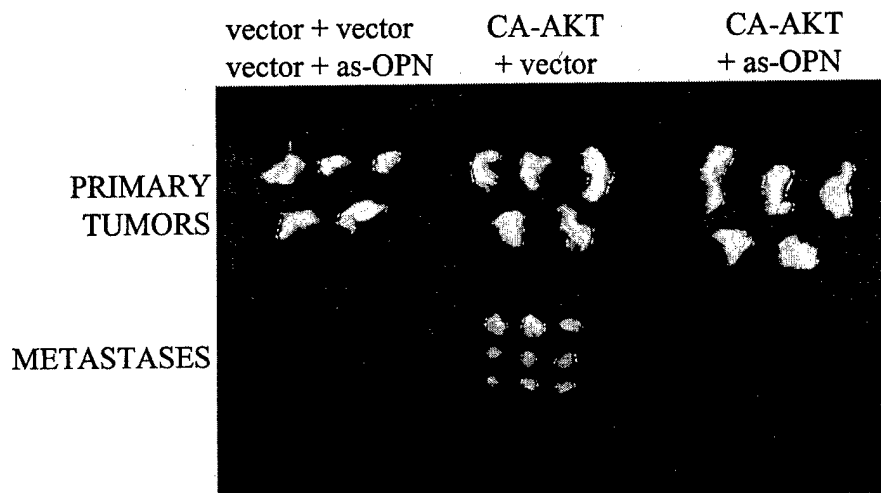 vector + vector
vector + as-OPN
CA-AKT
+ vector
CA-AKT
+ as-OPN
PRIMARY
TUMORS
METASTASES